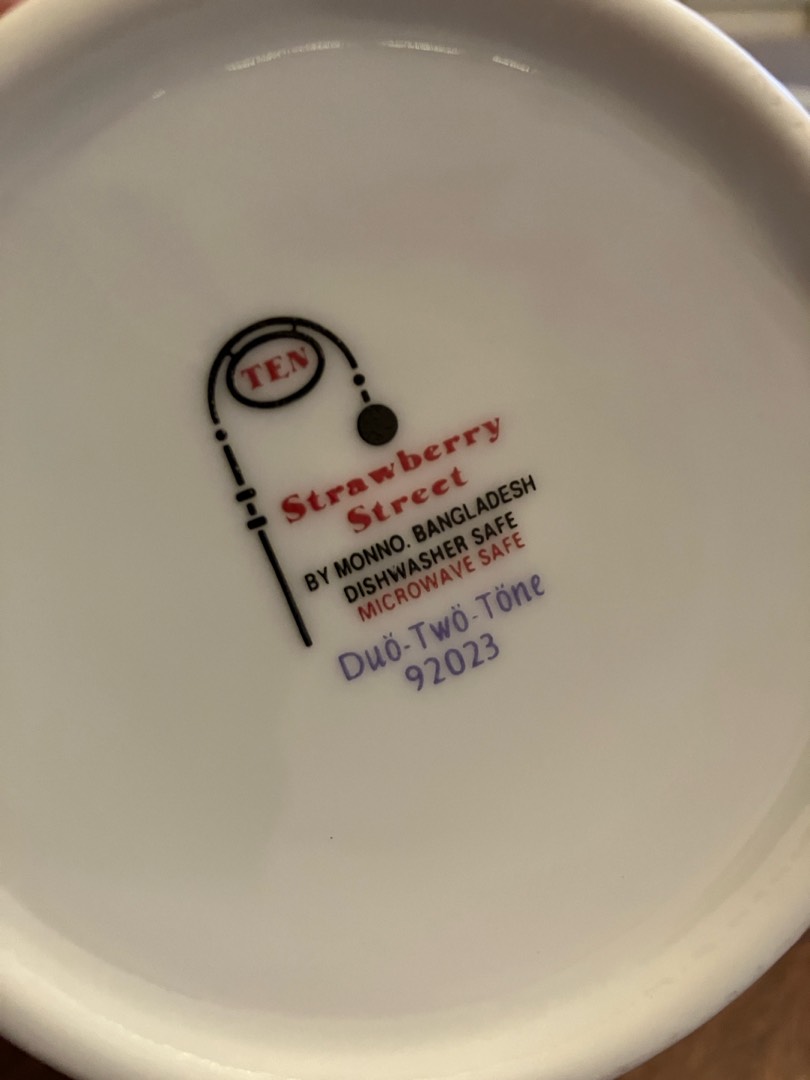 TEN
Strawberry
Street
BY MONNO. BANGLADESH
DISHWASHER SAFE
MICROWAVE SAFE
Duö-Twö-Töne
92023